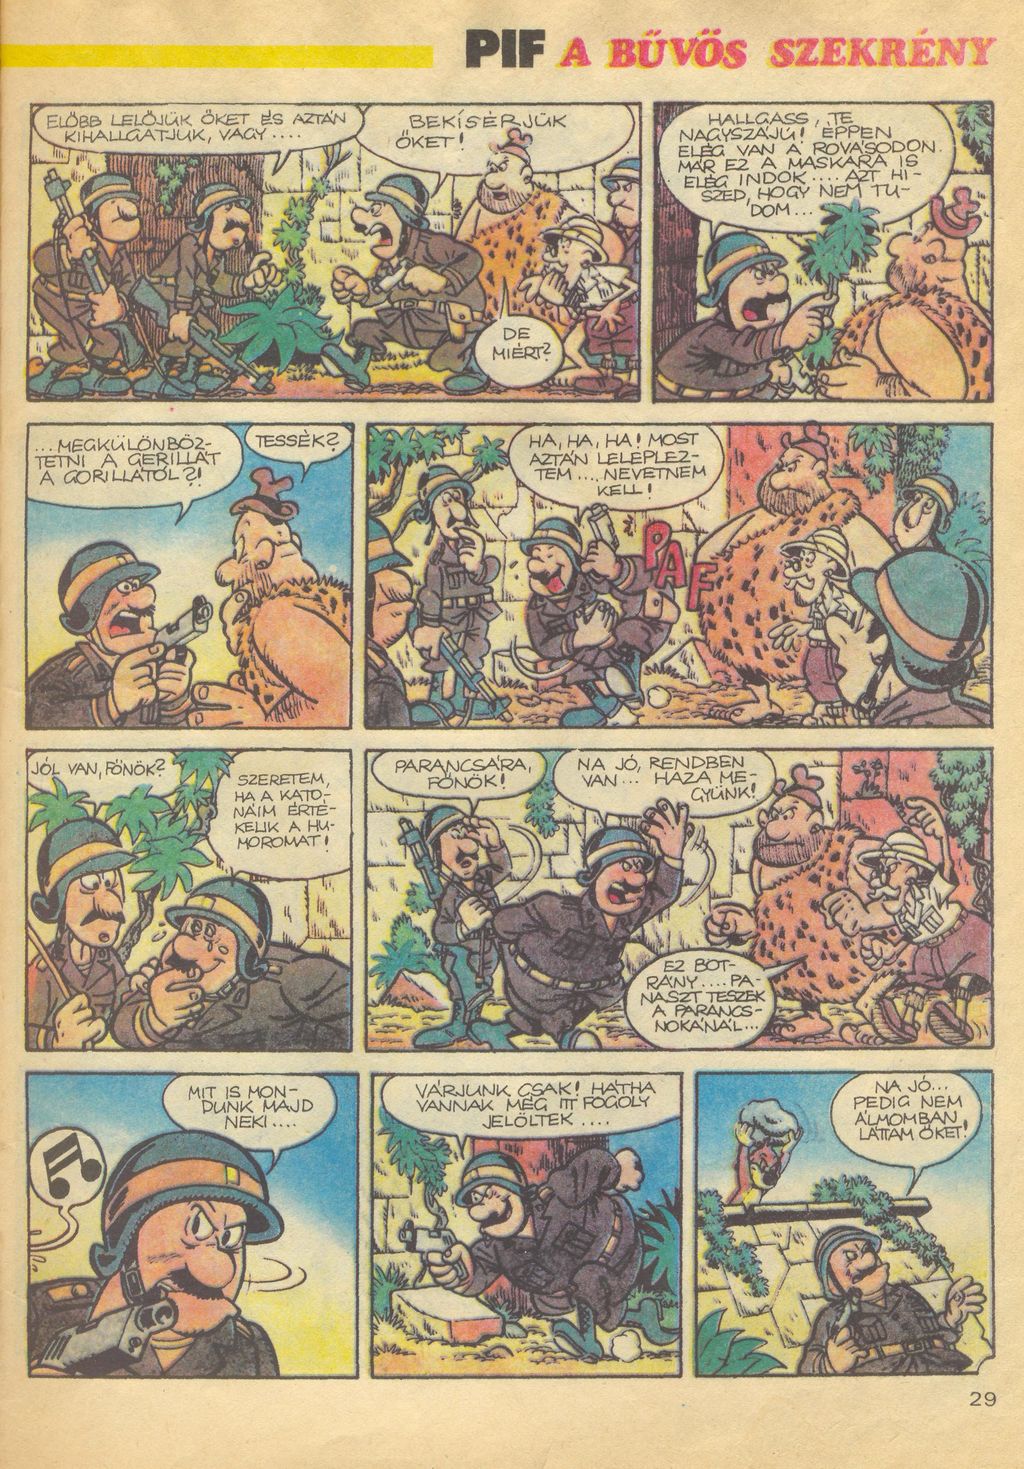 PIF A BŰVÖS SZEKRÉNY
ELŐBB LELŐJÜK ŐKET ÉS AZTÁN
KIHALLGATJUK, VAGY ....
BEKÍSÉRJÜK
ŐKET!
DE
MIÉRT?
HALLGASS, TE
NAGYSZÁJÚ! ÉPPEN
ELÉG VAN A ROVÁSODON.
MÁR EZ A MASKARA IS
ELÉG INDOK.... AZT HI-
SZED, HOGY NEM TU-
DOM...
...MEGKÜLÖNBÖZ-
TETNI A GERILLÁT
A GORILLÁTÓL?!
TESSÉK?
HA, HA, HA! MOST
AZTÁN LELEPLEZ-
TEM.... NEVETNEM
KELL!
PAF
JÓL VAN, FŐNÖK?
SZERETEM,
HA A KATO-
NÁIM ÉRTÉ-
KELIK A HU-
MOROMAT!
PARANCSÁRA,
FŐNÖK!
NA JÓ, RENDBEN
VAN... HAZA ME-
GYÜNK!
EZ BOT-
RÁNY.... PA-
NASZT TESZEK
A PARANCS-
NOKÁNÁL...
MIT IS MON-
DUNK MAJD
NEKI....
VÁRJUNK CSAK! HÁTHA
VANNAK MÉG ITT FOGOLY
JELÖLTEK ....
NA JÓ...
PEDIG NEM
ÁLMOMBAN
LÁTTAM ŐKET!
29